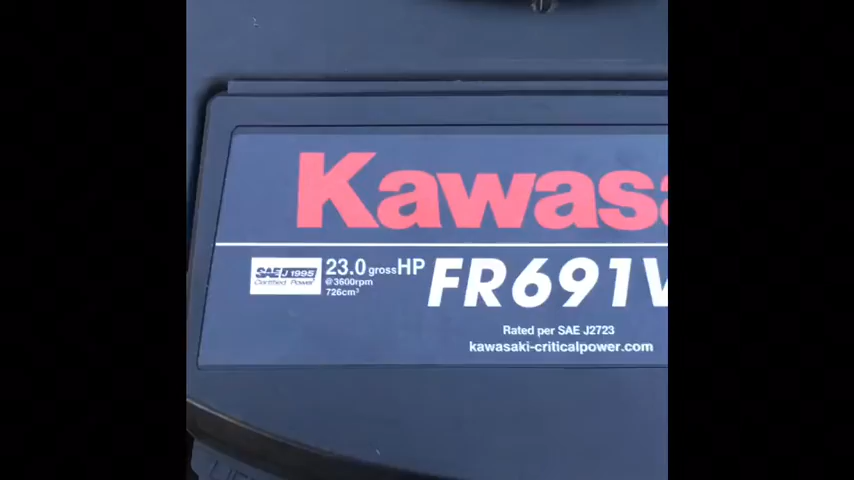 Kawasa
SAE J1995
Certified Power
23.0 gross HP
@3600rpm
726cm³
FR691V
Rated per SAE J2723
kawasaki-criticalpower.com